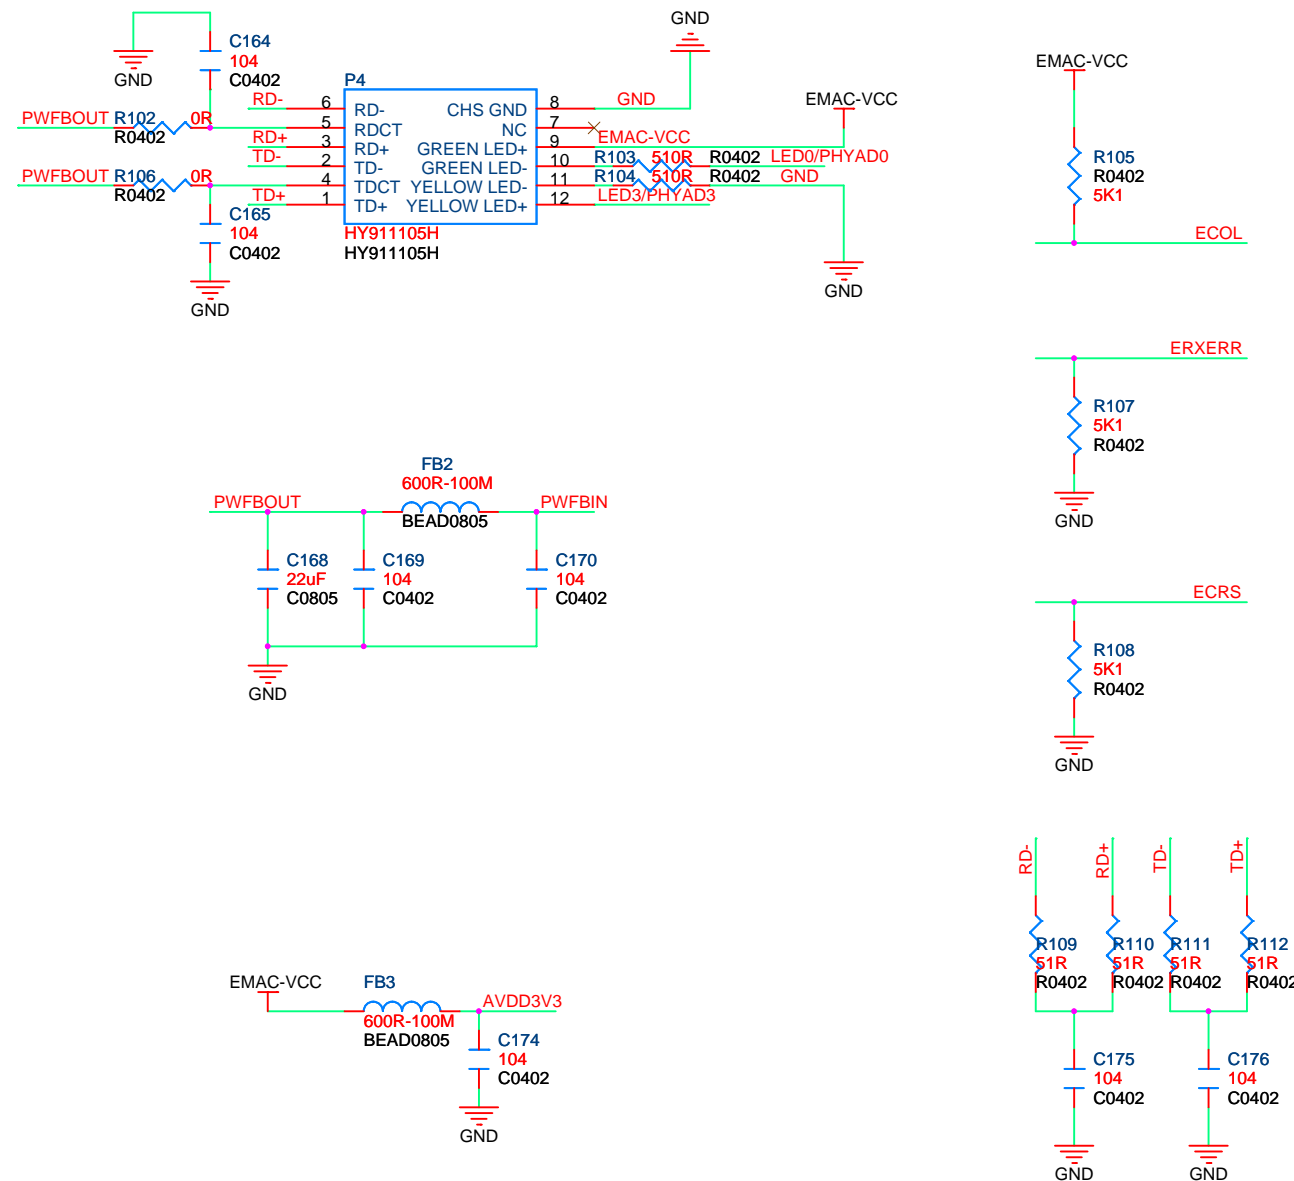 GND
C164
104
C0402
GND
PWFBOUT
R102
0R
R0402
PWFBOUT
R106
0R
R0402
C165
104
C0402
GND
RD-
RD+
TD-
TD+
P4
6 RD- CHS GND 8
5 RDCT NC 7
3 RD+ GREEN LED+ 9
2 TD- GREEN LED- 10
4 TDCT YELLOW LED- 11
1 TD+ YELLOW LED+ 12
HY911105H
HY911105H
GND
EMAC-VCC
EMAC-VCC
R103 510R R0402 LED0/PHYAD0
R104 510R R0402 GND
LED3/PHYAD3
GND
EMAC-VCC
R105
R0402
5K1
ECOL
ERXERR
R107
5K1
R0402
GND
FB2
600R-100M
PWFBOUT
PWFBIN
BEAD0805
C168
22uF
C0805
C169
104
C0402
C170
104
C0402
GND
ECRS
R108
5K1
R0402
GND
EMAC-VCC
FB3
AVDD3V3
600R-100M
BEAD0805
C174
104
C0402
GND
RD-
RD+
TD-
TD+
R109
51R
R0402
R110
51R
R0402
R111
51R
R0402
R112
51R
R0402
C175
104
C0402
C176
104
C0402
GND
GND